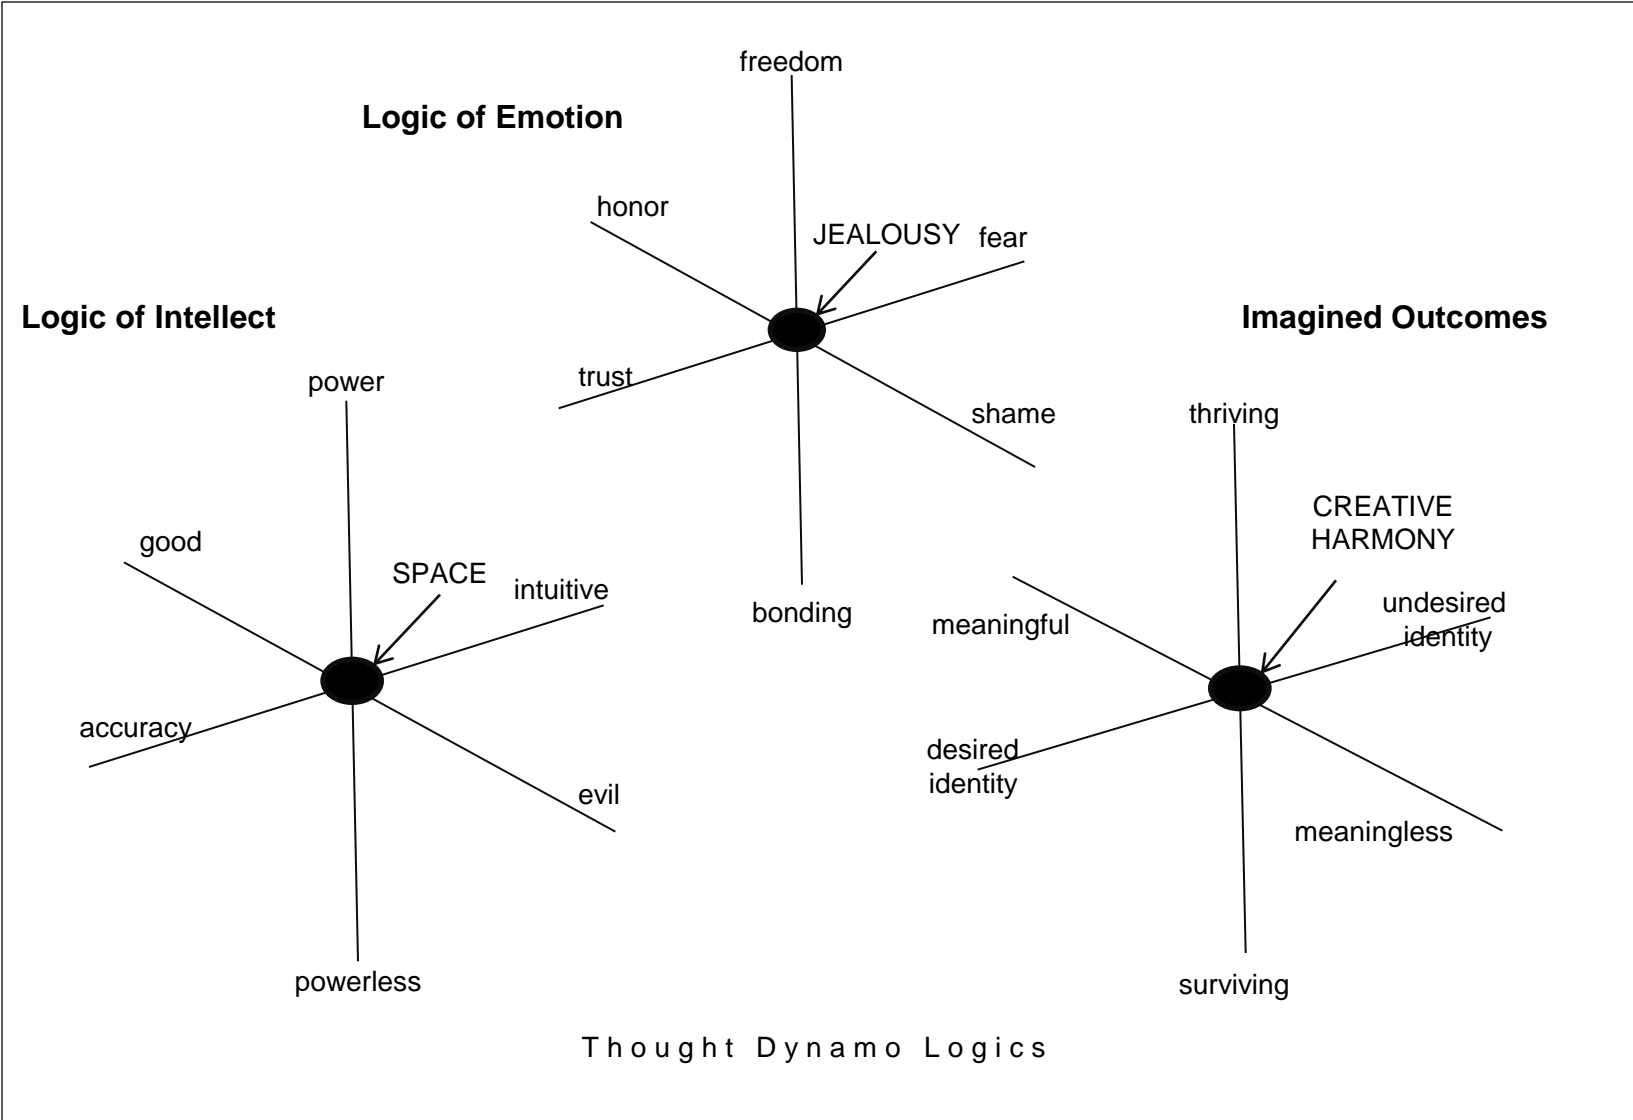 freedom
Logic of Emotion
honor
JEALOUSY
fear
Logic of Intellect
Imagined Outcomes
trust
power
shame
thriving
CREATIVE
HARMONY
good
SPACE
intuitive
undesired
identity
bonding
meaningful
accuracy
desired
identity
evil
meaningless
powerless
surviving
Thought Dynamo Logics